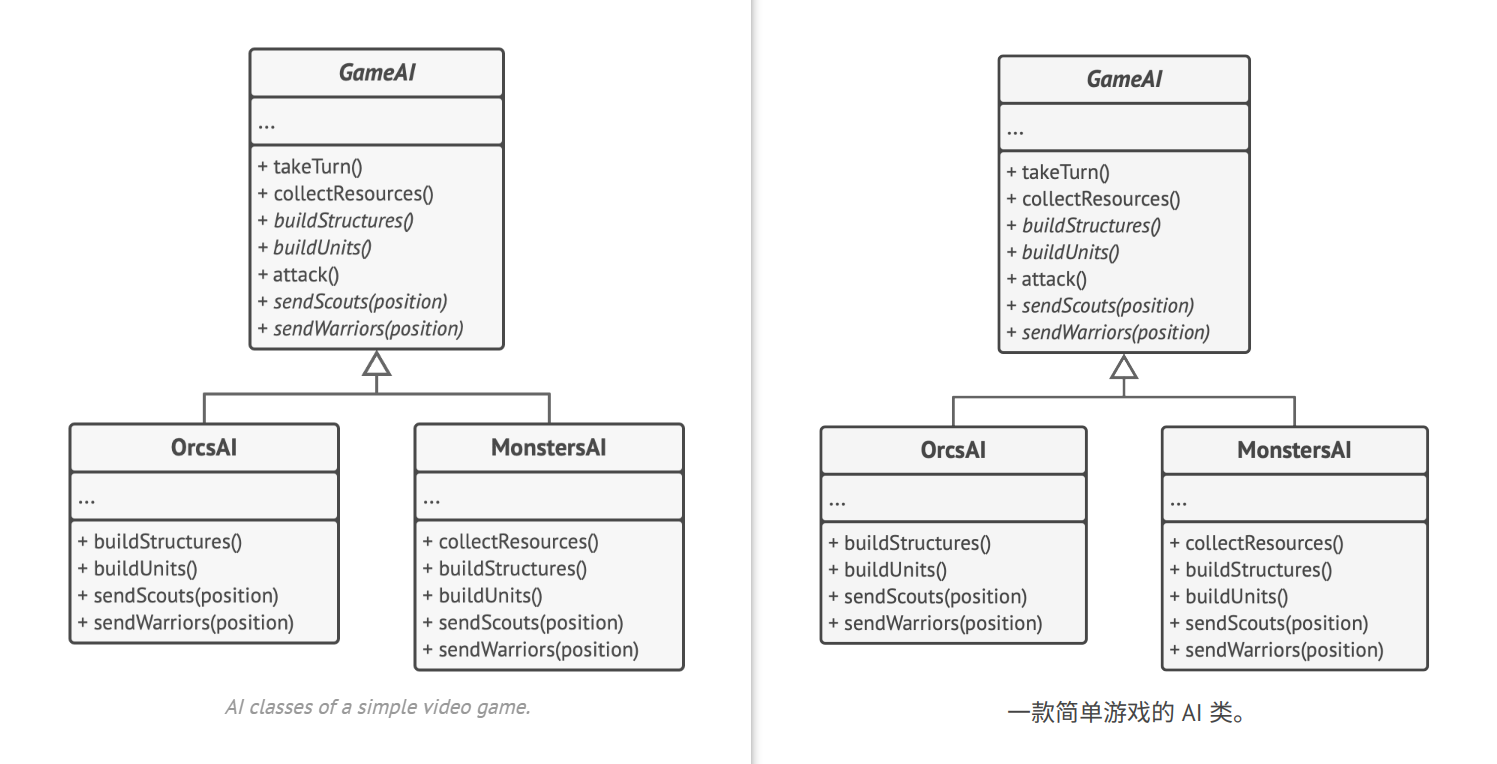 GameAI
...
+ takeTurn()
+ collectResources()
+ buildStructures()
+ buildUnits()
+ attack()
+ sendScouts(position)
+ sendWarriors(position)
OrcsAI
...
+ buildStructures()
+ buildUnits()
+ sendScouts(position)
+ sendWarriors(position)
MonstersAI
...
+ collectResources()
+ buildStructures()
+ buildUnits()
+ sendScouts(position)
+ sendWarriors(position)
AI classes of a simple video game.
GameAI
...
+ takeTurn()
+ collectResources()
+ buildStructures()
+ buildUnits()
+ attack()
+ sendScouts(position)
+ sendWarriors(position)
OrcsAI
...
+ buildStructures()
+ buildUnits()
+ sendScouts(position)
+ sendWarriors(position)
MonstersAI
...
+ collectResources()
+ buildStructures()
+ buildUnits()
+ sendScouts(position)
+ sendWarriors(position)
一款简单游戏的 AI 类。